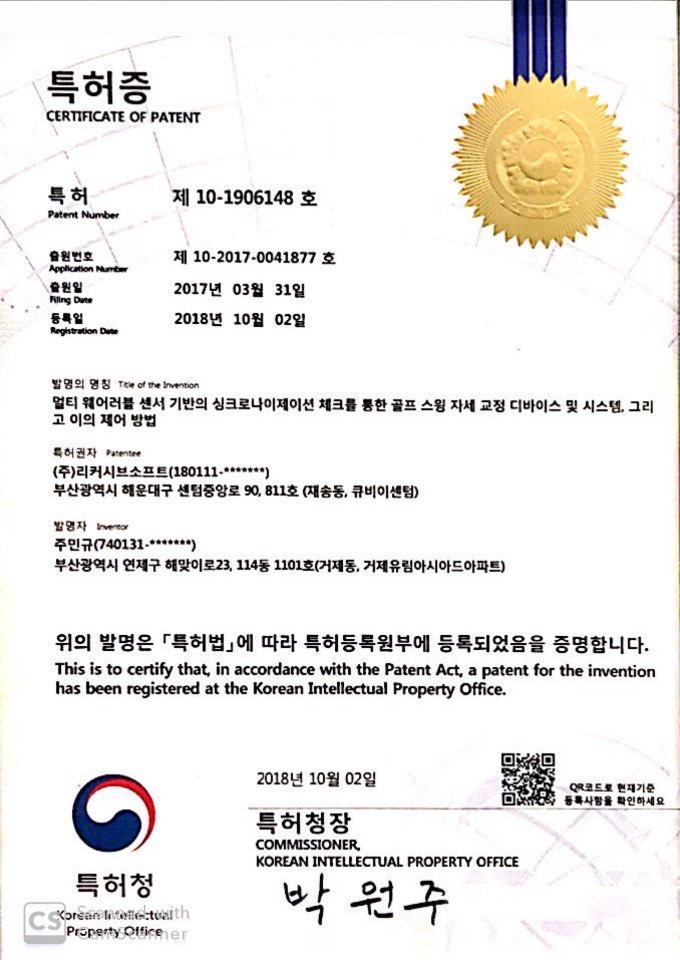 특허증
CERTIFICATE OF PATENT
특허 제 10-1906148 호
Patent Number
출원번호 제 10-2017-0041877 호
Application Number
출원일 2017년 03월 31일
Filing Date
등록일 2018년 10월 02일
Registration Date
발명의 명칭 Title of the Invention
멀티 웨어러블 센서 기반의 싱크로나이제이션 체크를 통한 골프 스윙 자세 교정 디바이스 및 시스템, 그리
고 이의 제어 방법
특허권자 Patentee
(주)리커시브소프트(180111-*******)
부산광역시 해운대구 센텀중앙로 90, 811호 (재송동, 큐비이센텀)
발명자 Inventor
주민규(740131-*******)
부산광역시 연제구 해맞이로23, 114동 1101호(거제동, 거제유림아시아드아파트)
위의 발명은 「특허법」에 따라 특허등록원부에 등록되었음을 증명합니다.
This is to certify that, in accordance with the Patent Act, a patent for the invention
has been registered at the Korean Intellectual Property Office.
2018년 10월 02일
QR코드로 현재기준
등록사항을 확인하세요
특허청장
COMMISSIONER,
KOREAN INTELLECTUAL PROPERTY OFFICE
박원주
특허청
Korean Intellectual
Property Office
CS Scanned with
CamScanner